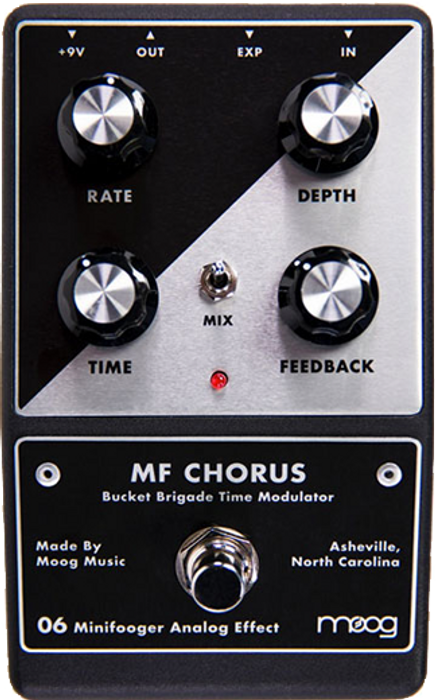 +9V OUT EXP IN
RATE DEPTH
MIX
TIME FEEDBACK
MF CHORUS
Bucket Brigade Time Modulator
Made By
Moog Music
Asheville,
North Carolina
06 Minifooger Analog Effect moog